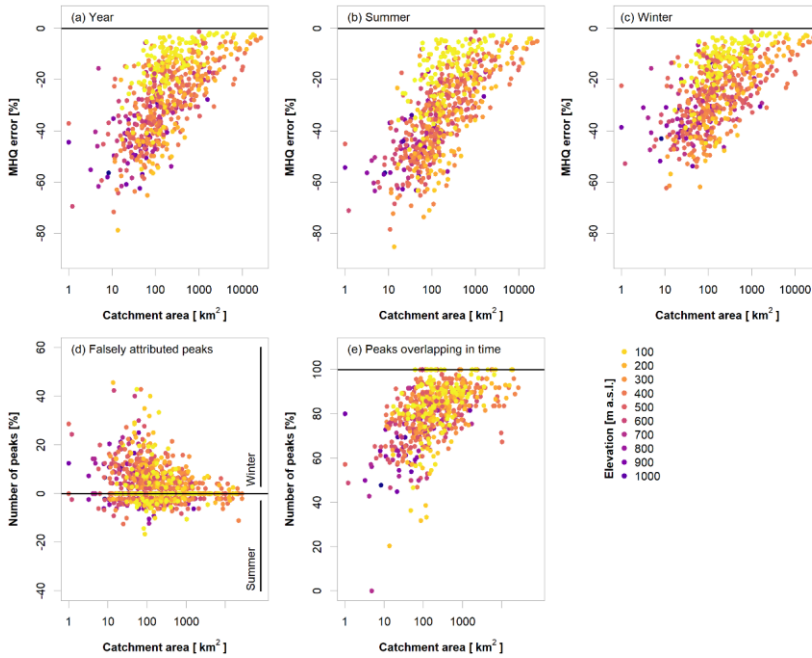 (a) Year
0
-20
-40
-60
-80
MHQ error [%]
1 10 100 1000 10000
Catchment area [ km² ]
(b) Summer
0
-20
-40
-60
-80
MHQ error [%]
1 10 100 1000 10000
Catchment area [ km² ]
(c) Winter
0
-20
-40
-60
-80
MHQ error [%]
1 10 100 1000 10000
Catchment area [ km² ]
(d) Falsely attributed peaks
60
40
20
0
-20
-40
Number of peaks [%]
Winter
Summer
1 10 100 1000
Catchment area [ km² ]
(e) Peaks overlapping in time
100
80
60
40
20
0
Number of peaks [%]
1 10 100 1000
Catchment area [ km² ]
Elevation [m a.s.l.]
100
200
300
400
500
600
700
800
900
1000